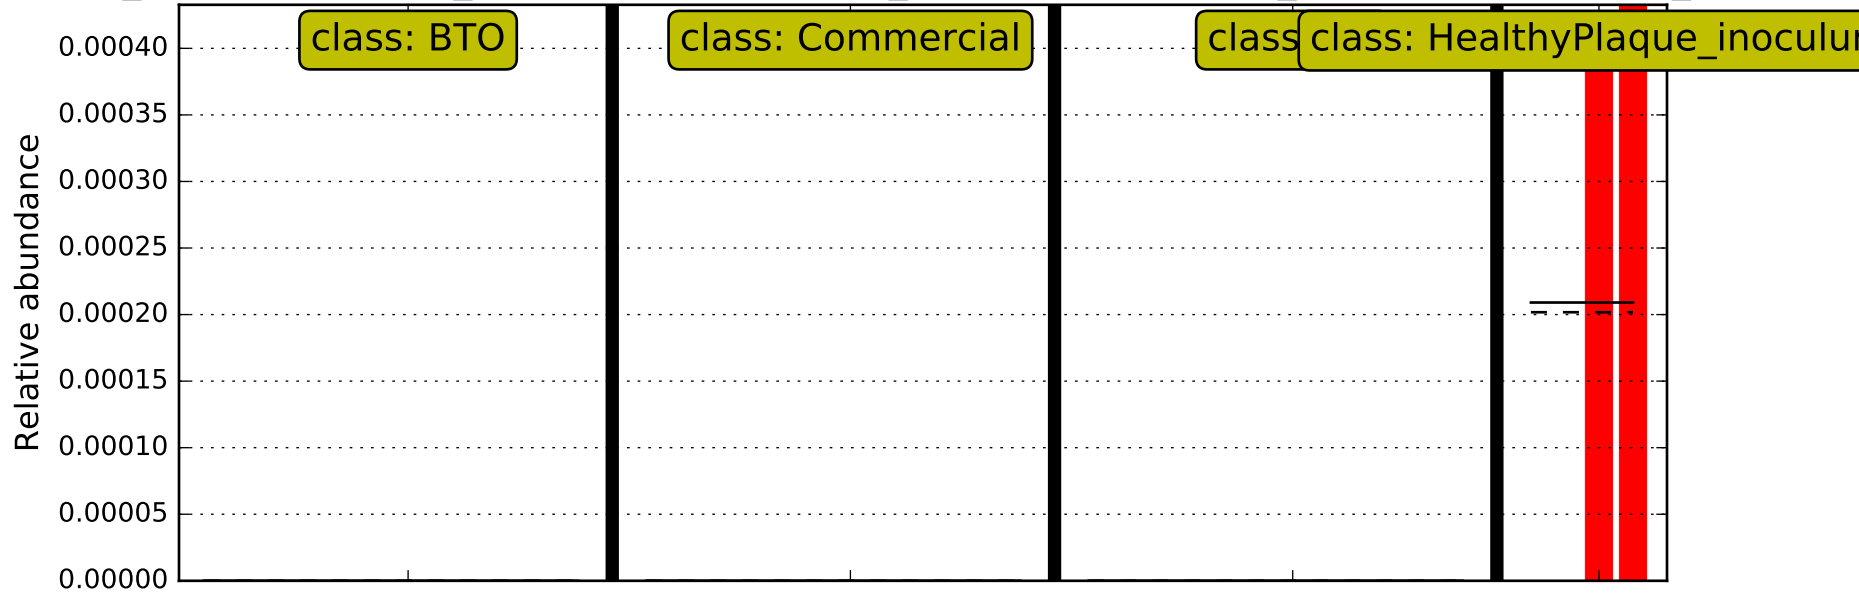 class: BTO
class: Commercial
class
class: HealthyPlaque_inoculu
0.00040
0.00035
0.00030
0.00025
0.00020
0.00015
0.00010
0.00005
0.00000
Relative abundance